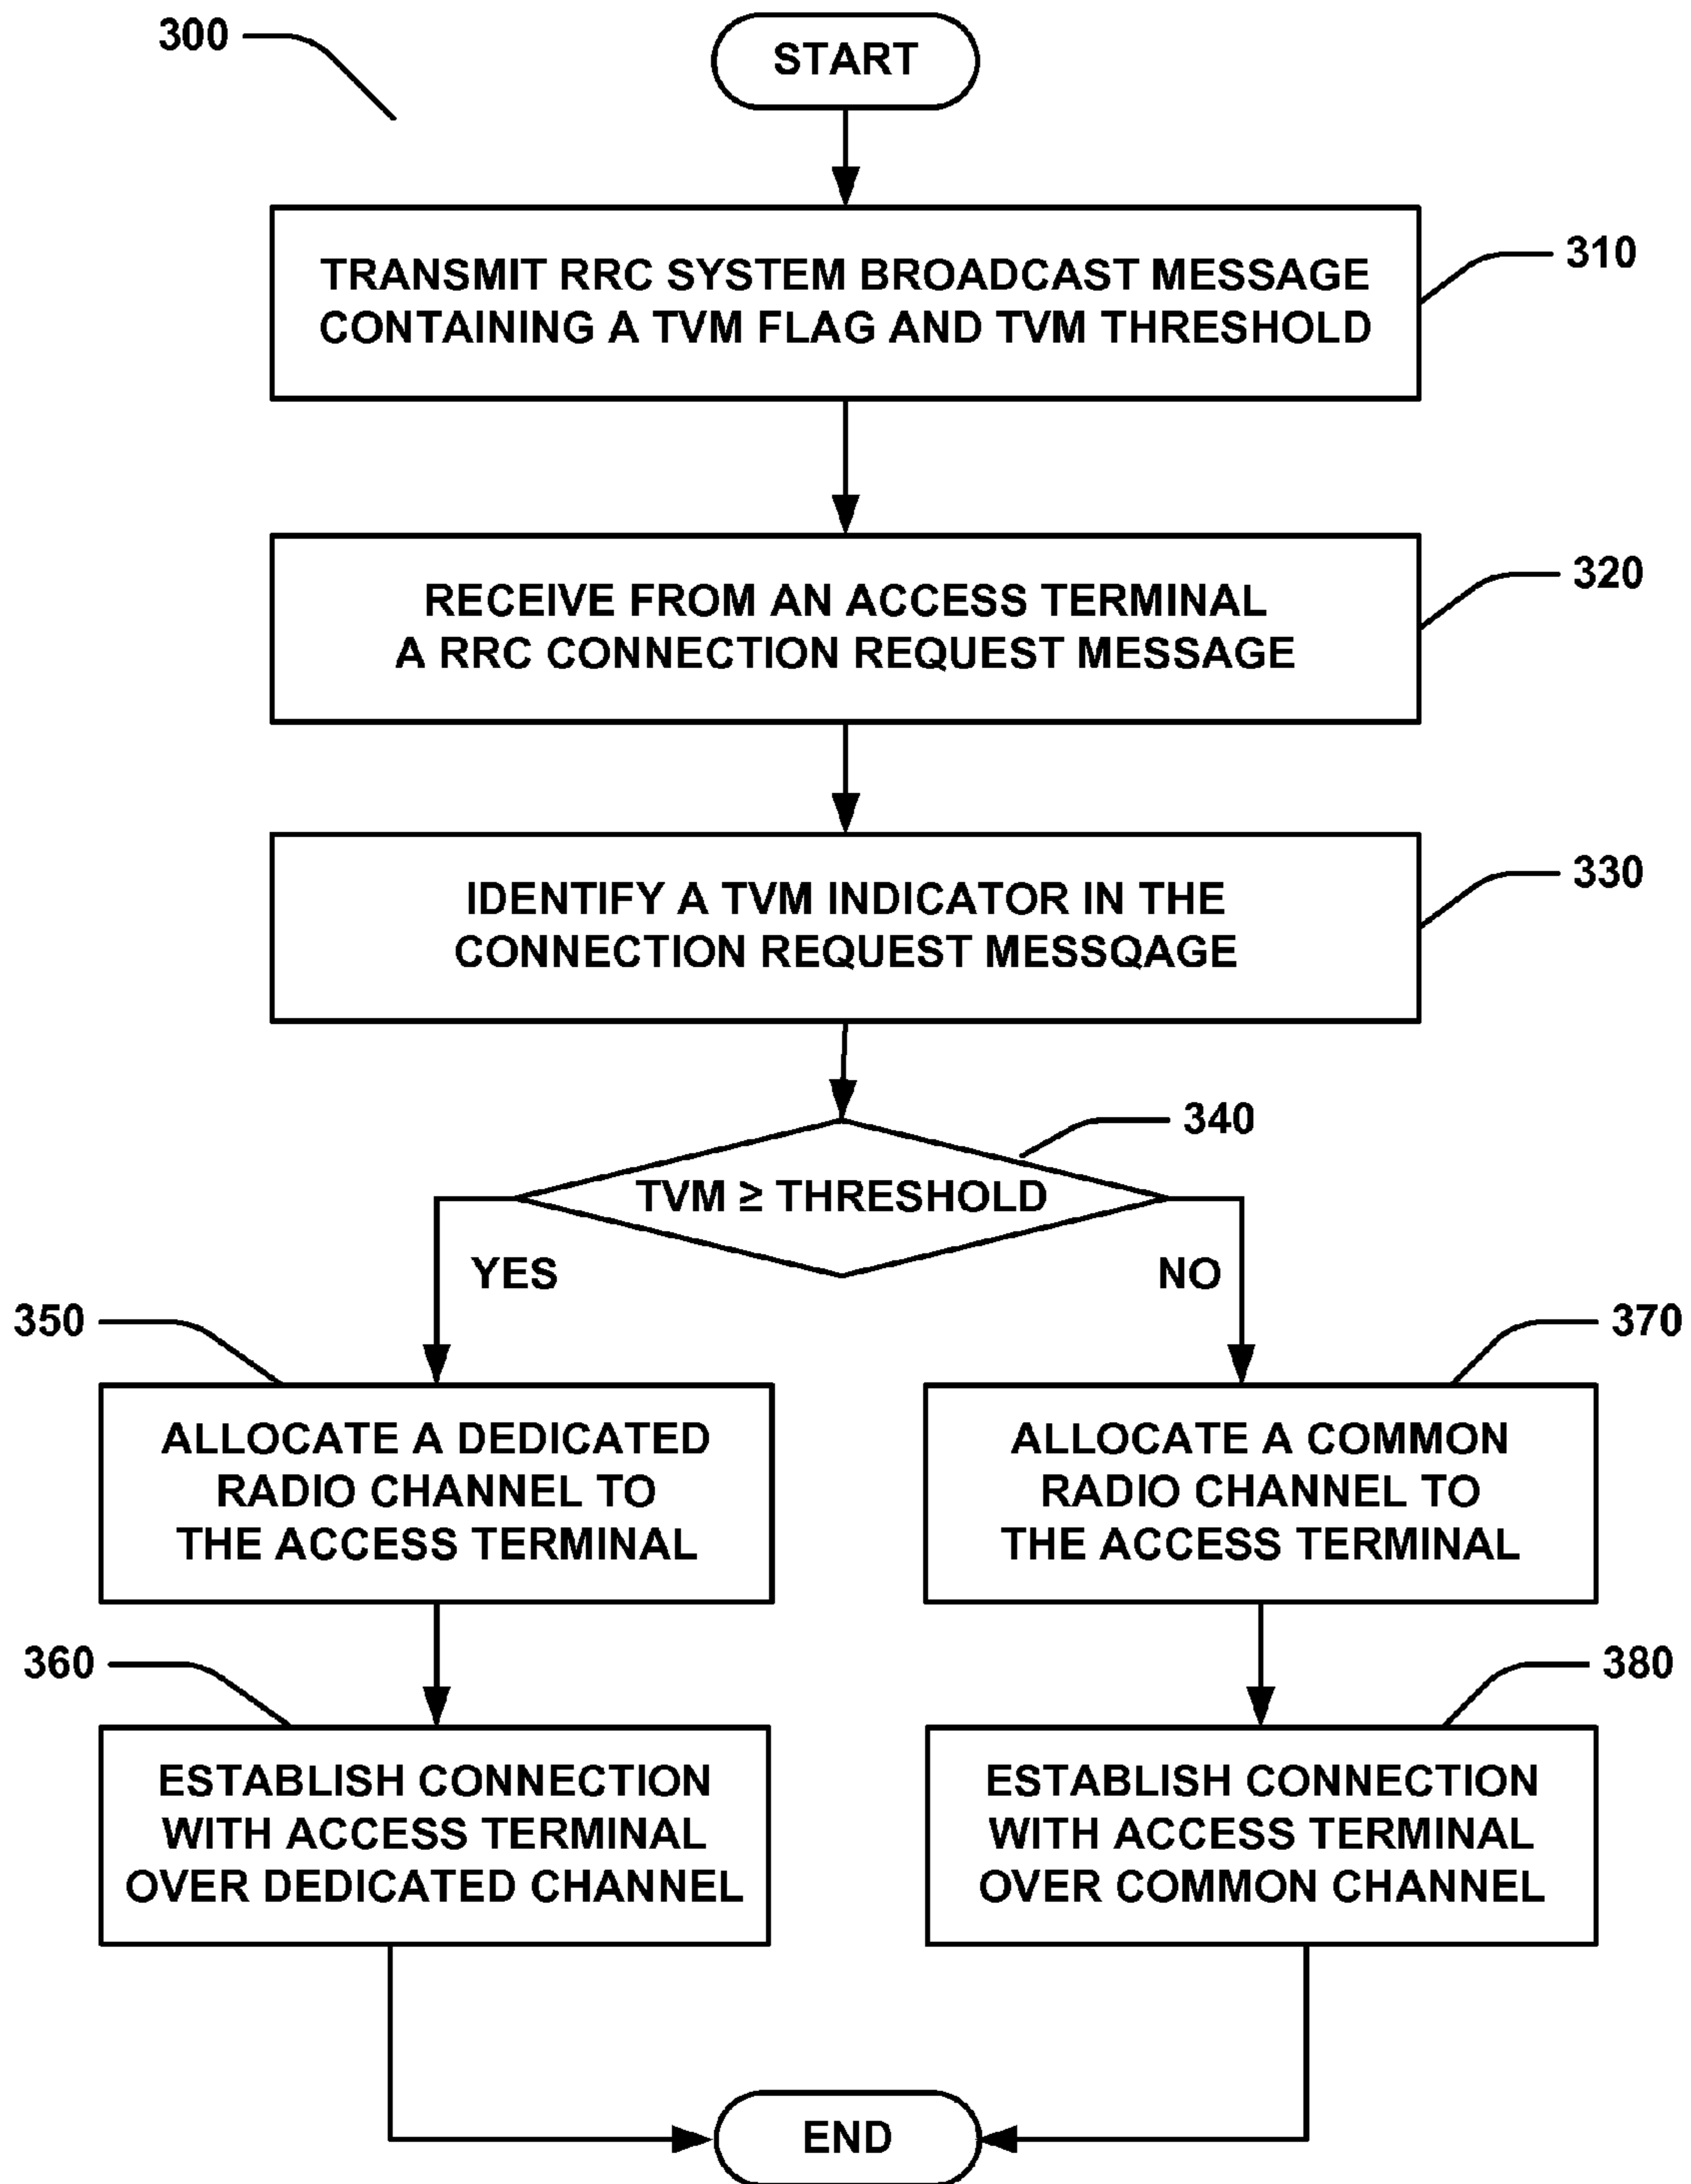 300
START
TRANSMIT RRC SYSTEM BROADCAST MESSAGE
CONTAINING A TVM FLAG AND TVM THRESHOLD
310
RECEIVE FROM AN ACCESS TERMINAL
A RRC CONNECTION REQUEST MESSAGE
320
IDENTIFY A TVM INDICATOR IN THE
CONNECTION REQUEST MESSQAGE
330
340
TVM ≥ THRESHOLD
YES
NO
350
ALLOCATE A DEDICATED
RADIO CHANNEL TO
THE ACCESS TERMINAL
370
ALLOCATE A COMMON
RADIO CHANNEL TO
THE ACCESS TERMINAL
360
ESTABLISH CONNECTION
WITH ACCESS TERMINAL
OVER DEDICATED CHANNEL
380
ESTABLISH CONNECTION
WITH ACCESS TERMINAL
OVER COMMON CHANNEL
END